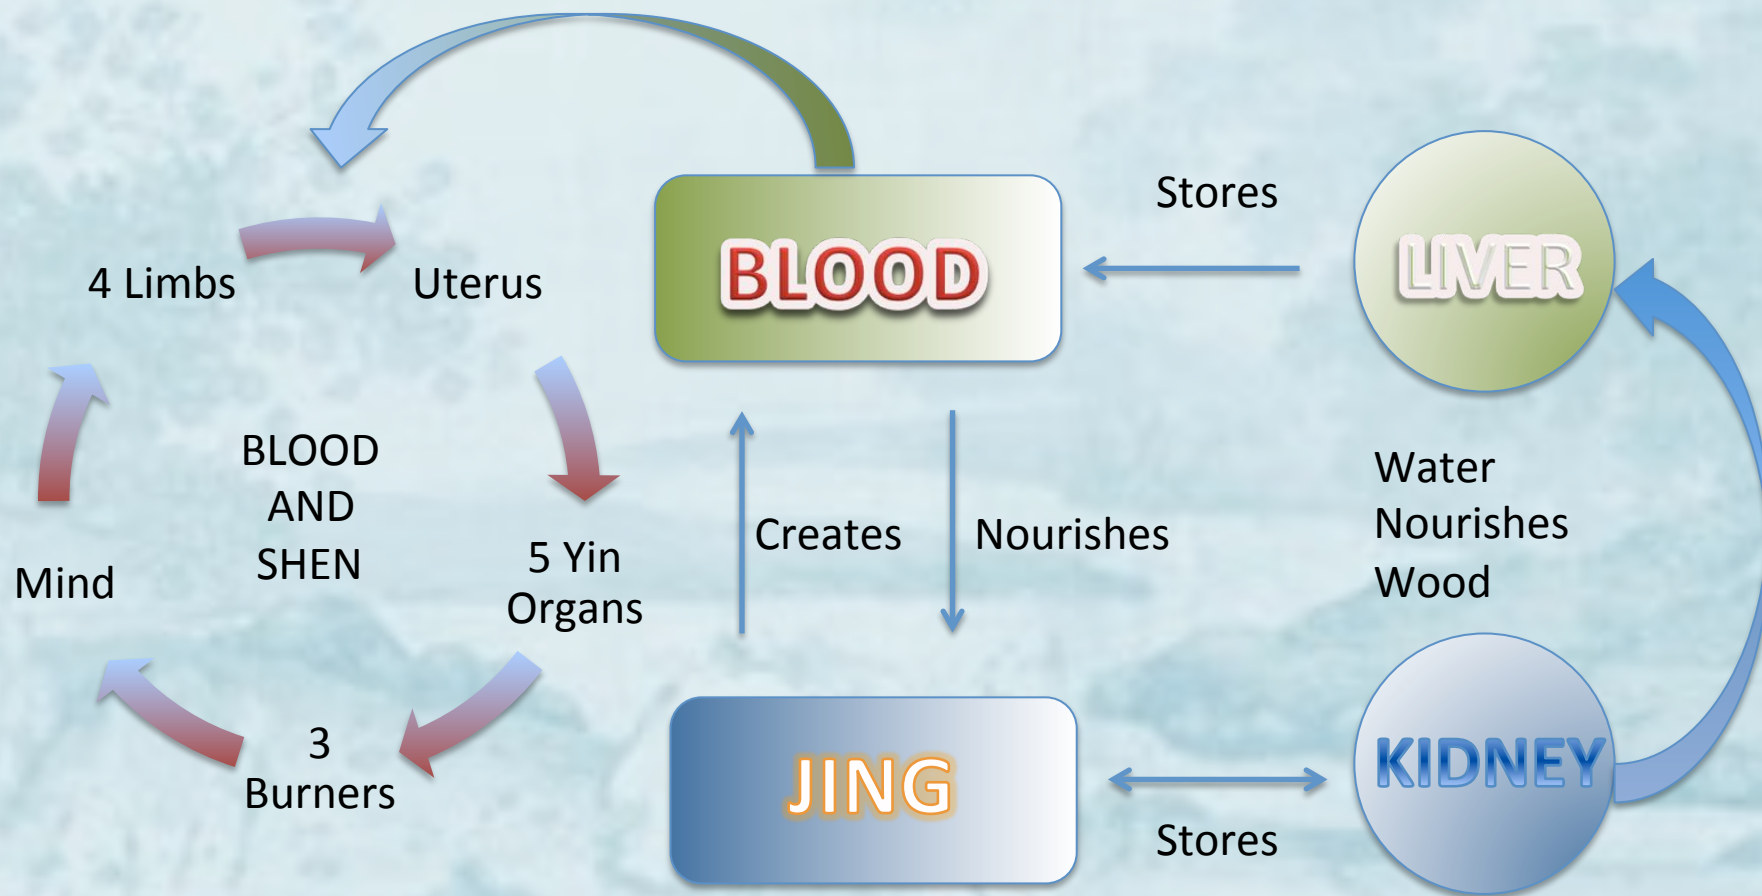 4 Limbs
Uterus
BLOOD
AND
SHEN
5 Yin
Organs
3
Burners
Mind
BLOOD
Stores
LIVER
Creates
Nourishes
Water
Nourishes
Wood
JING
Stores
KIDNEY